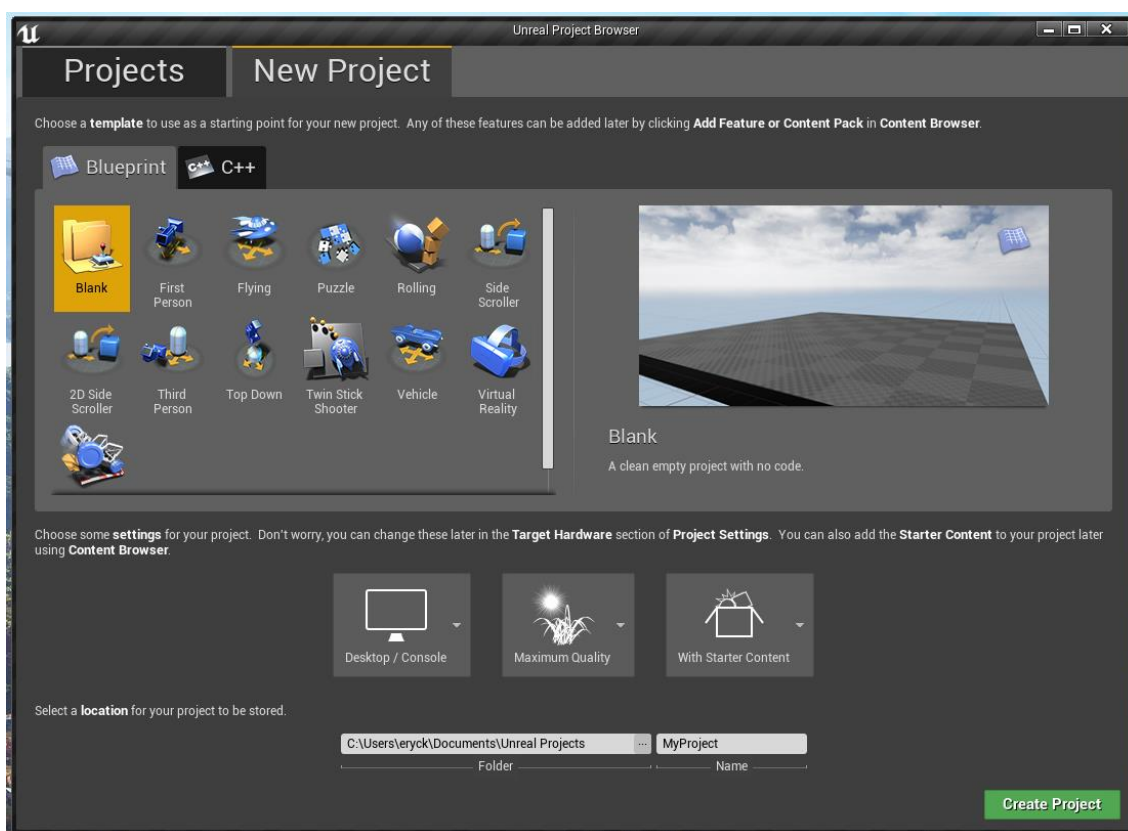 Unreal Project Browser
Projects
New Project
Choose a template to use as a starting point for your new project. Any of these features can be added later by clicking Add Feature or Content Pack in Content Browser.
Blueprint
C++
C++
Blank
First
Person
Flying
Puzzle
Rolling
Side
Scroller
2D Side
Scroller
Third
Person
Top Down
Twin Stick
Shooter
Vehicle
Virtual
Reality
Blank
A clean empty project with no code.
Choose some settings for your project. Don't worry, you can change these later in the Target Hardware section of Project Settings. You can also add the Starter Content to your project later
using Content Browser.
Desktop / Console
Maximum Quality
With Starter Content
Select a location for your project to be stored.
C:\Users\eryck\Documents\Unreal Projects
...
MyProject
Folder
Name
Create Project